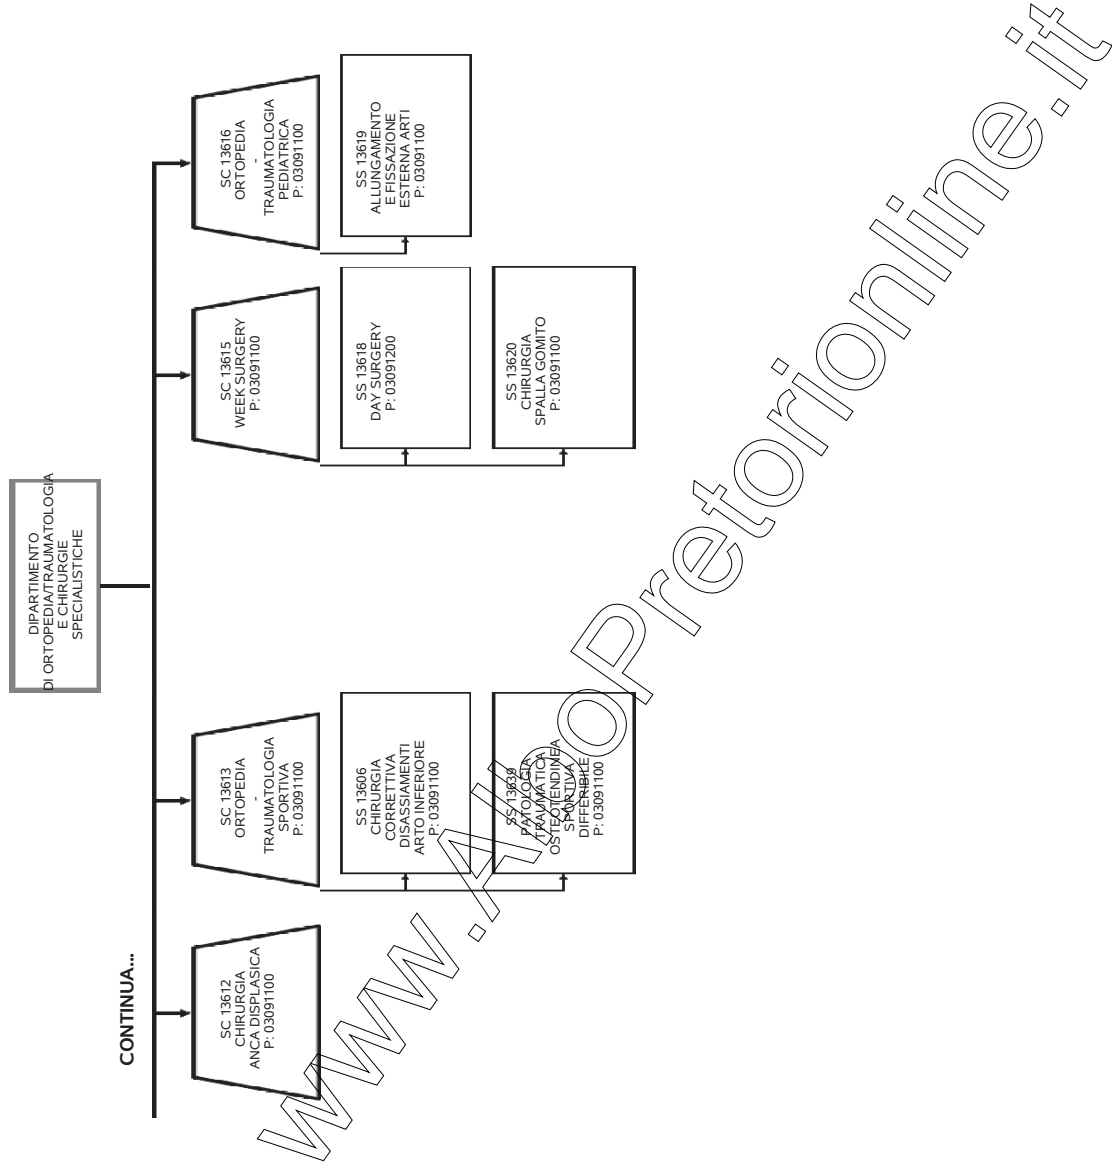 DIPARTIMENTO
DI ORTOPEDIA/TRAUMATOLOGIA
E CHIRURGIE
SPECIALISTICHE
CONTINUA...
SC 13612
CHIRURGIA
ANCA DISPLASICA
P: 03091100
SC 13613
ORTOPEDIA
-
TRAUMATOLOGIA
SPORTIVA
P: 03091100
SS 13606
CHIRURGIA
CORRETTIVA
DISASSIAMENTI
ARTO INFERIORE
P: 03091100
SS 13639
PATOLOGIA
TRAUMATICA
OSTEOTENDINEA
SPORTIVA
DIFFERIBILE
P: 03091100
SC 13615
WEEK SURGERY
P: 03091100
SS 13618
DAY SURGERY
P: 03091200
SS 13620
CHIRURGIA
SPALLA GOMITO
P: 03091100
SC 13616
ORTOPEDIA
-
TRAUMATOLOGIA
PEDIATRICA
P: 03091100
SS 13619
ALLUNGAMENTO
E FISSAZIONE
ESTERNA ARTI
P: 03091100
www.AlboPretorionline.it